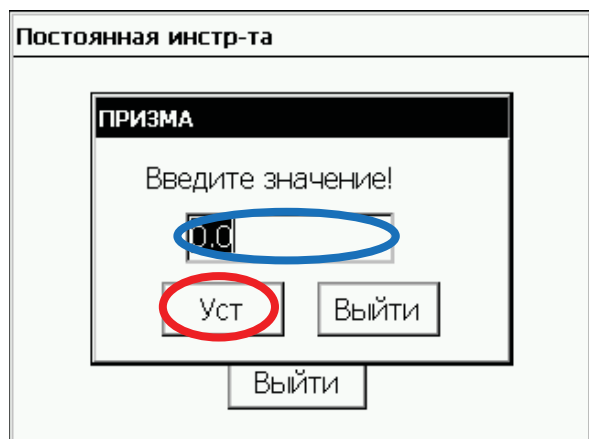 Постоянная инстр-та
ПРИЗМА
Введите значение!
0.0
Уст Выйти
Выйти